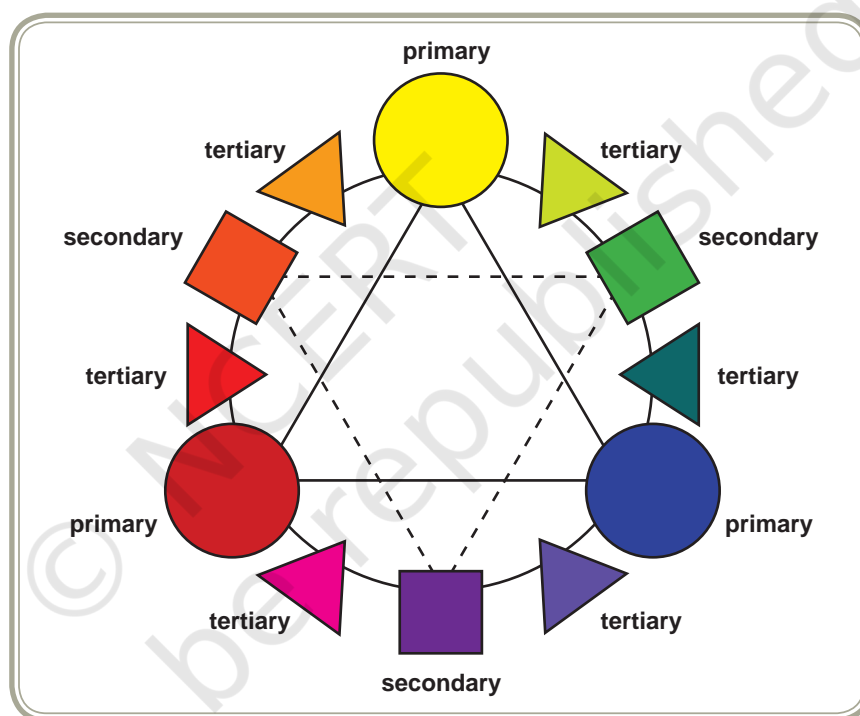 primary
tertiary
tertiary
secondary
secondary
tertiary
tertiary
primary
primary
tertiary
tertiary
secondary
© NCERT
be republished